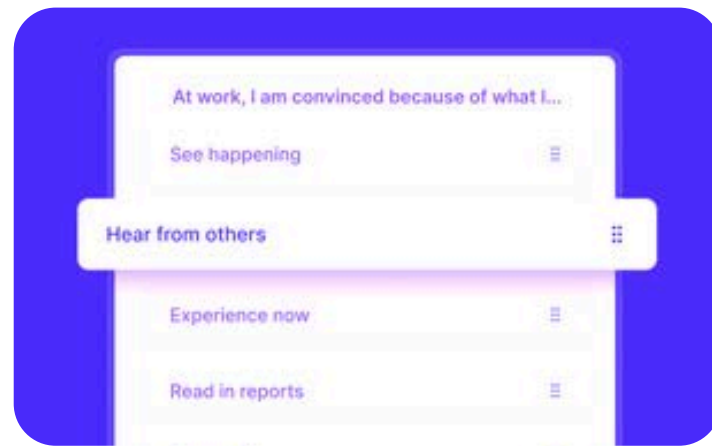 At work, I am convinced because of what I...
See happening
Hear from others
Experience now
Read in reports